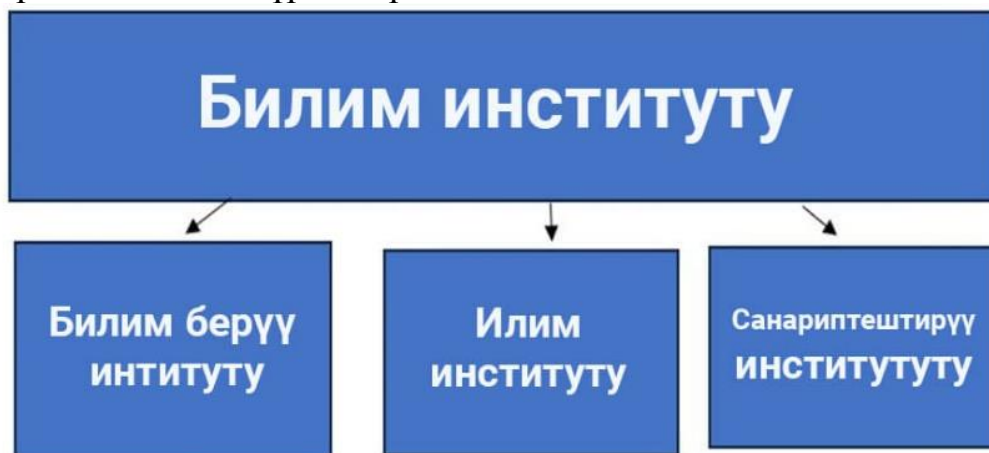 Билим институту
Билим берүү
интитуту
Илим
институту
Санариптештирүү
институтуту